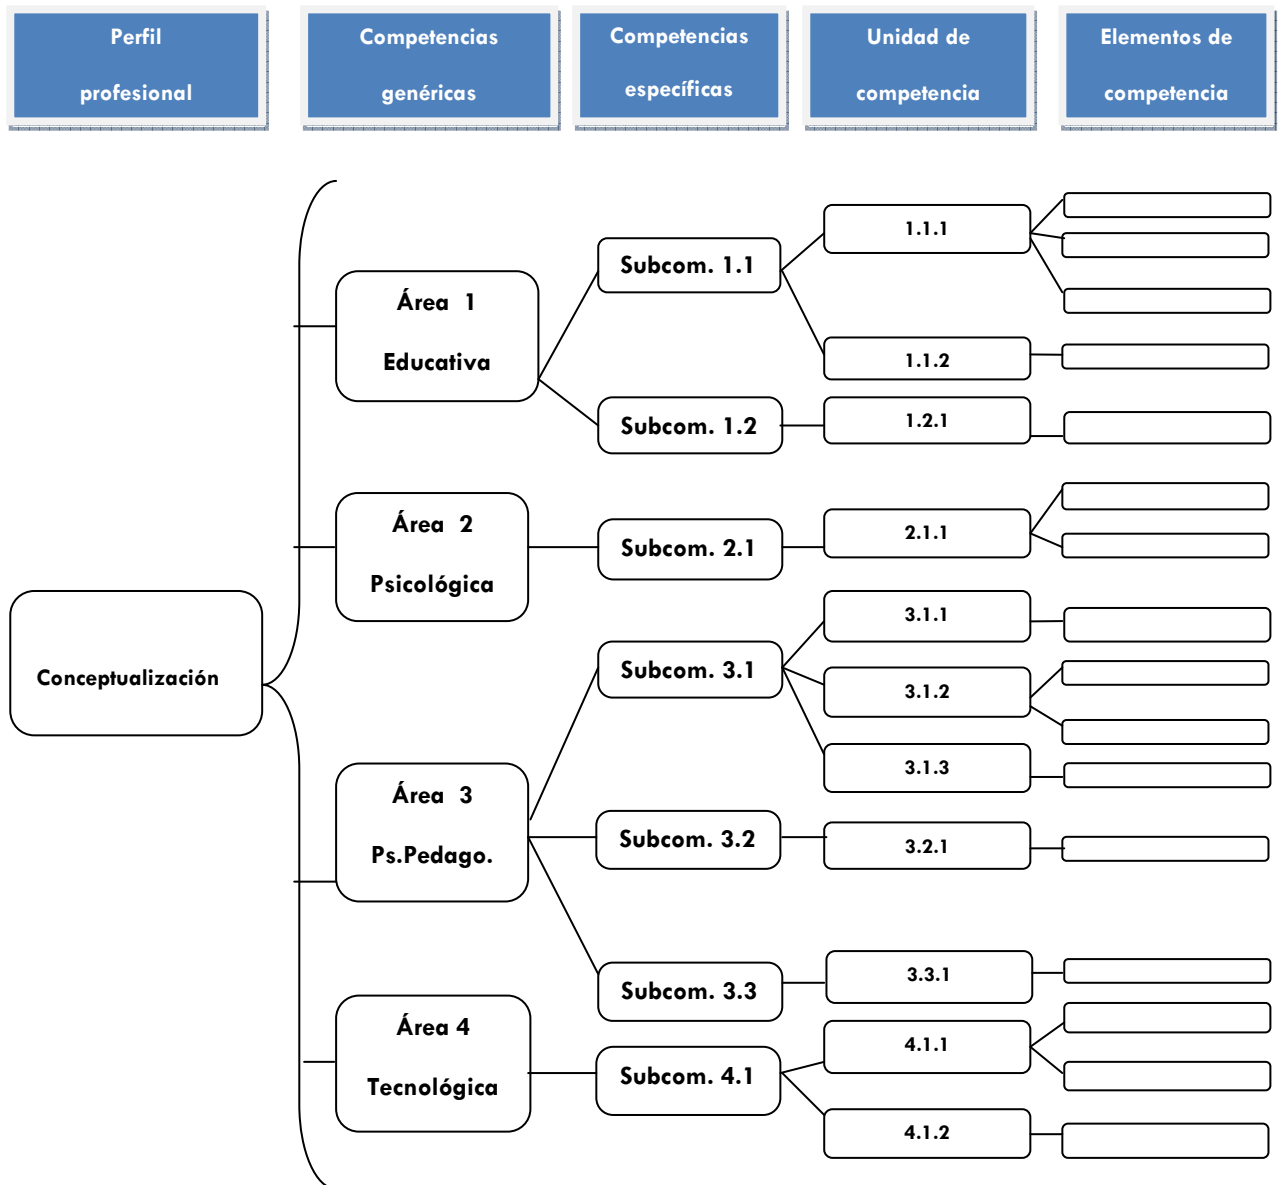 Perfil
profesional
Competencias
genéricas
Competencias
específicas
Unidad de
competencia
Elementos de
competencia
Conceptualización
Área 1
Educativa
Subcom. 1.1
1.1.1
1.1.2
Subcom. 1.2
1.2.1
Área 2
Psicológica
Subcom. 2.1
2.1.1
Área 3
Ps.Pedago.
Subcom. 3.1
3.1.1
3.1.2
3.1.3
Subcom. 3.2
3.2.1
Subcom. 3.3
3.3.1
Área 4
Tecnológica
Subcom. 4.1
4.1.1
4.1.2